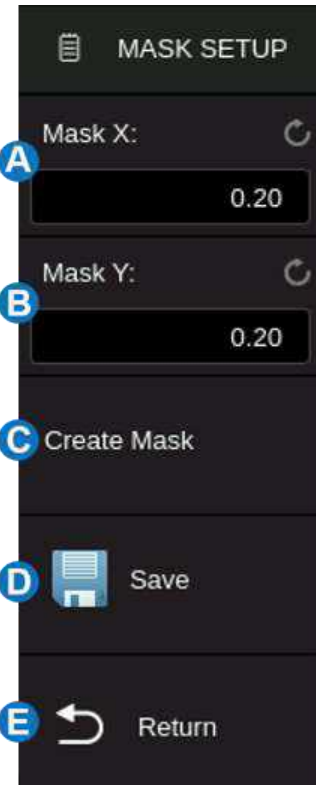 MASK SETUP
Mask X:
A
0.20
Mask Y:
B
0.20
C Create Mask
D Save
E Return